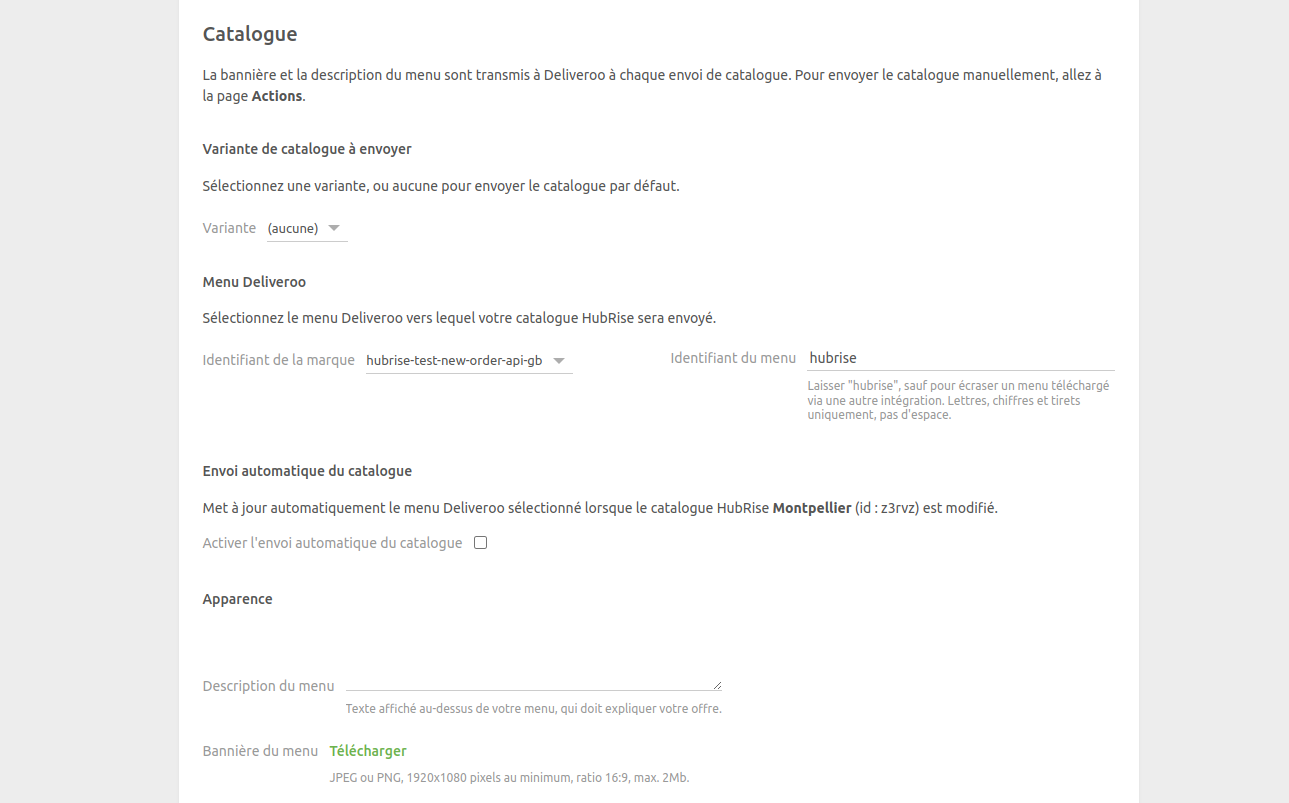 Catalogue
La bannière et la description du menu sont transmis à Deliveroo à chaque envoi de catalogue. Pour envoyer le catalogue manuellement, allez à
la page Actions.
Variante de catalogue à envoyer
Sélectionnez une variante, ou aucune pour envoyer le catalogue par défaut.
Variante (aucune)
Menu Deliveroo
Sélectionnez le menu Deliveroo vers lequel votre catalogue HubRise sera envoyé.
Identifiant de la marque hubrise-test-new-order-api-gb
Identifiant du menu hubrise
Laisser "hubrise", sauf pour écraser un menu téléchargé
via une autre intégration. Lettres, chiffres et tirets
uniquement, pas d'espace.
Envoi automatique du catalogue
Met à jour automatiquement le menu Deliveroo sélectionné lorsque le catalogue HubRise Montpellier (id : z3rvz) est modifié.
Activer l'envoi automatique du catalogue
Apparence
Description du menu
Texte affiché au-dessus de votre menu, qui doit expliquer votre offre.
Bannière du menu Télécharger
JPEG ou PNG, 1920x1080 pixels au minimum, ratio 16:9, max. 2Mb.